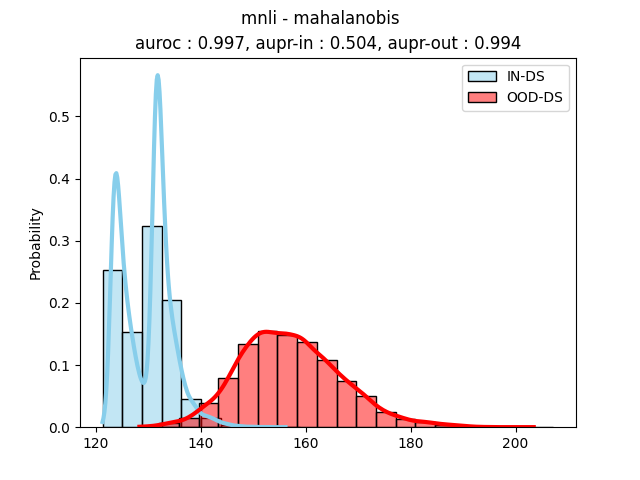 mnli - mahalanobis
auroc : 0.997, aupr-in : 0.504, aupr-out : 0.994
IN-DS
OOD-DS
Probability
0.5
0.4
0.3
0.2
0.1
0.0
120 140 160 180 200